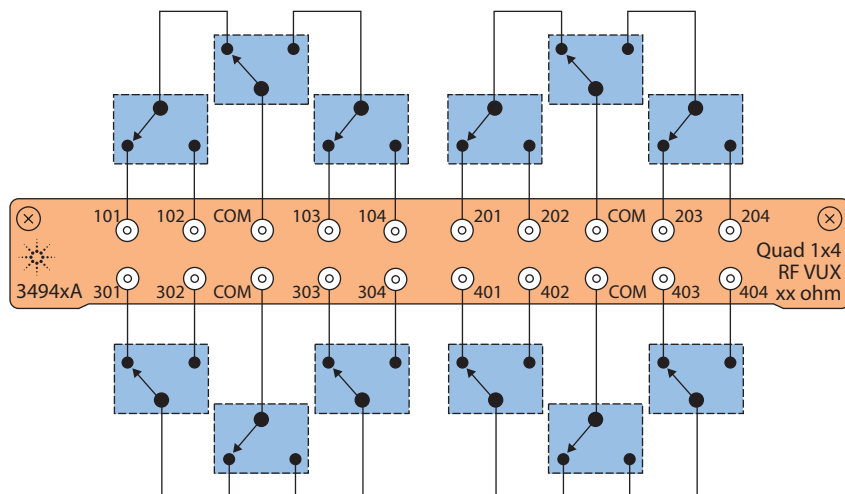 101 102 COM 103 104 201 202 COM 203 204
Quad 1x4
RF VUX
3494xA xx ohm
301 302 COM 303 304 401 402 COM 403 404